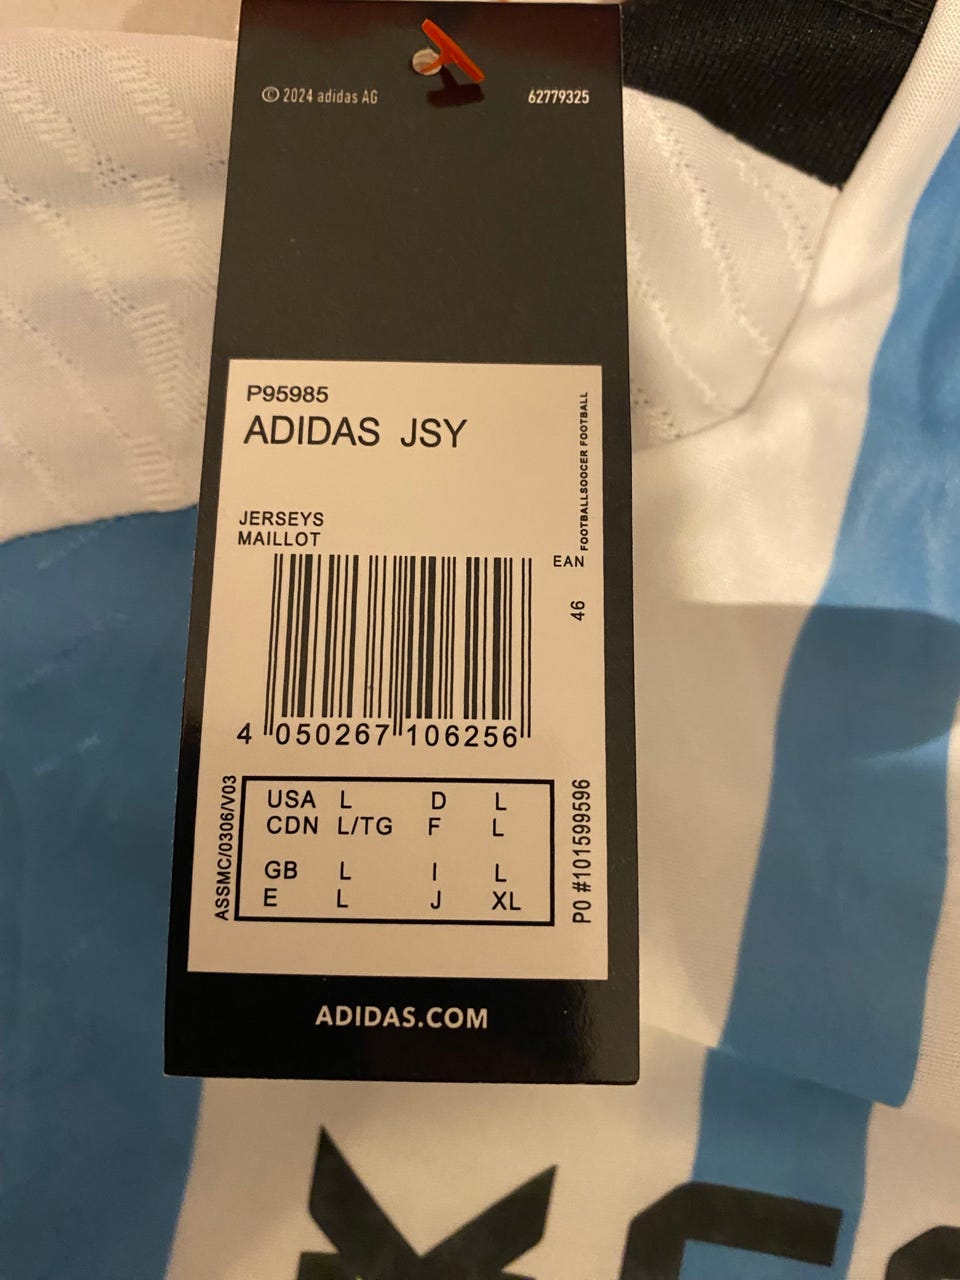 © 2024 adidas AG 62779325
P95985
ADIDAS JSY
FOOTBALLSOOCER FOOTBALL
JERSEYS
MAILLOT
EAN
46
4 050267 106256
ASSMC/0306/V03
USA L D L
CDN L/TG F L
GB L I L
E L J XL
PO #101599596
ADIDAS.COM